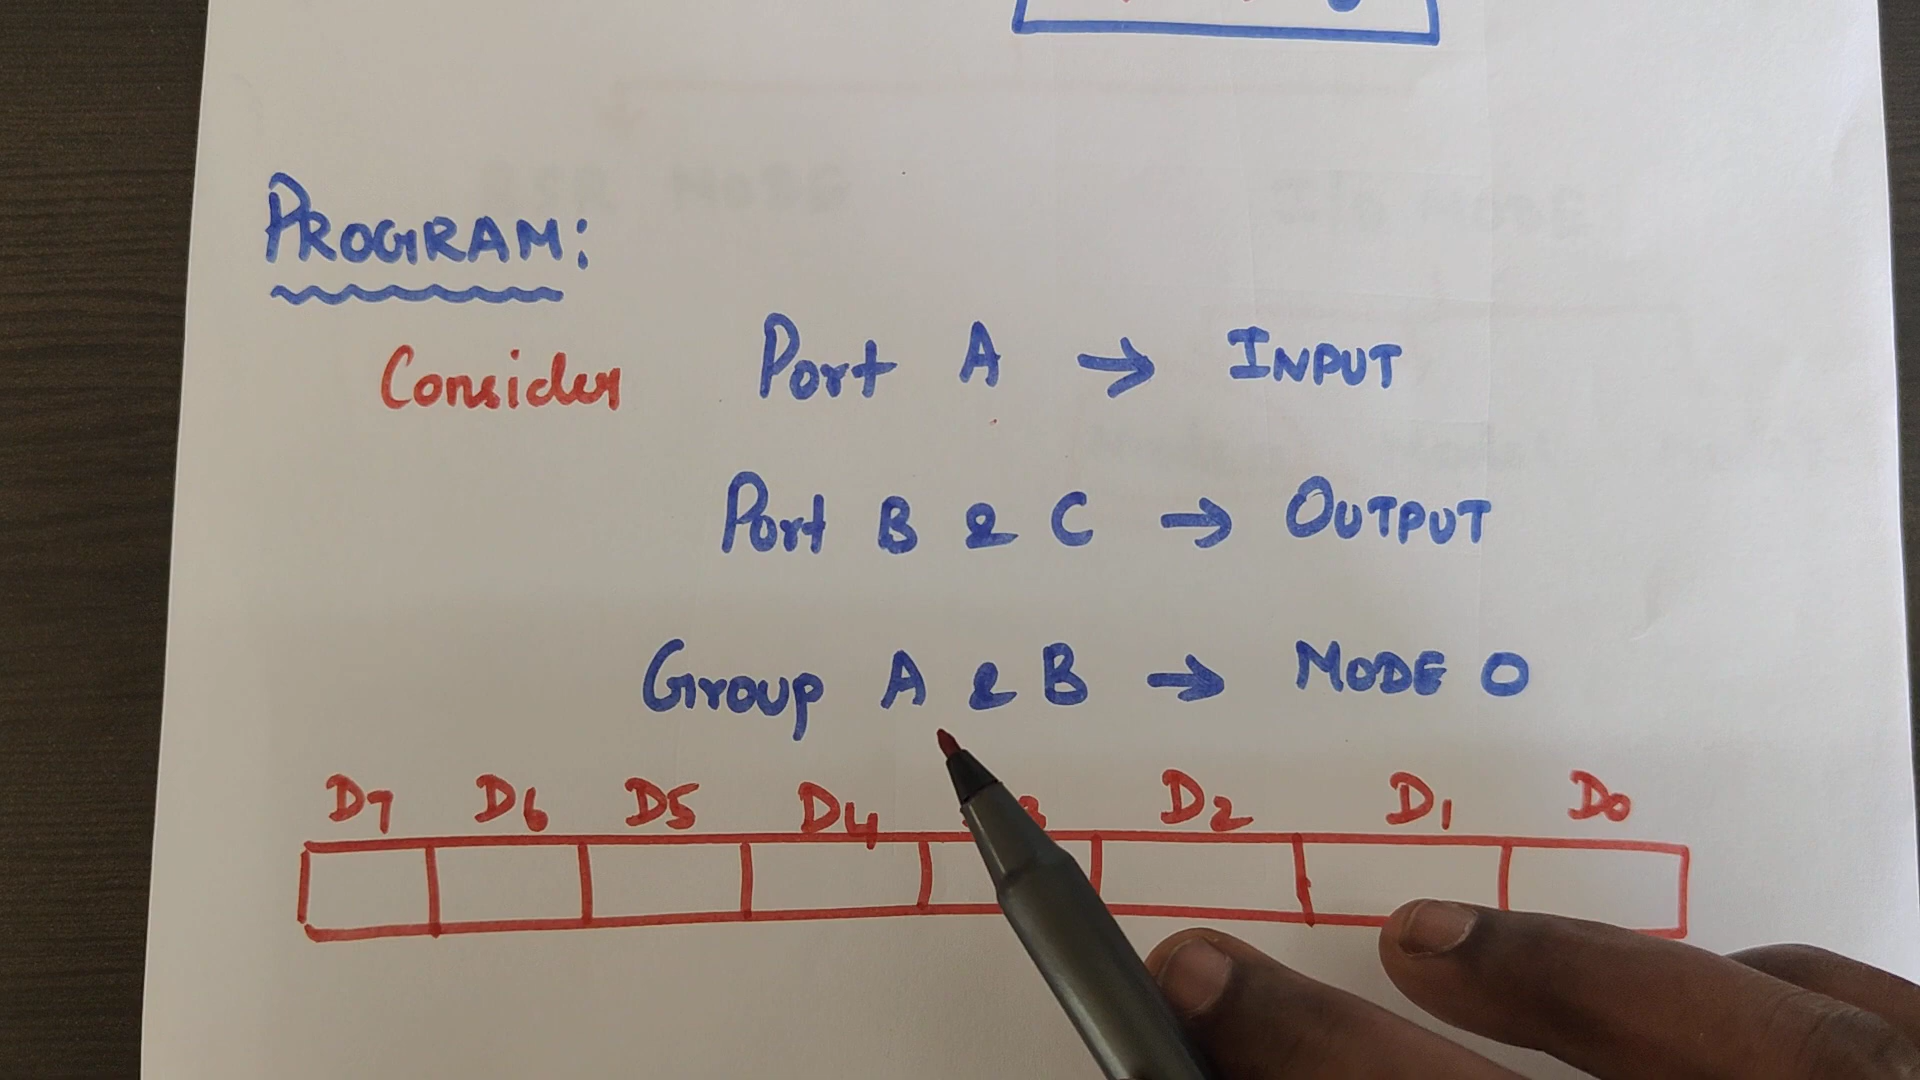 PROGRAM:
Consider Port A → INPUT
Port B & C → OUTPUT
Group A & B → MODE 0
D7 D6 D5 D4 D2 D1 D0